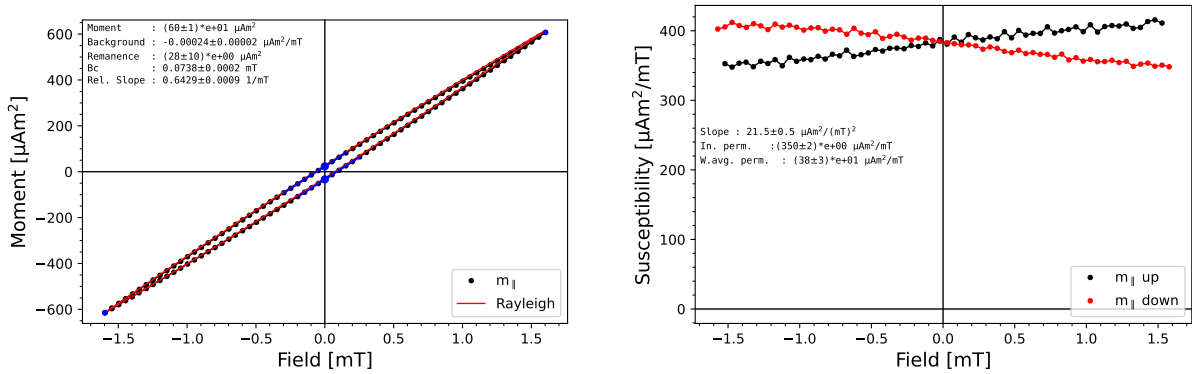 Moment : (60±1)*e+01 µAm²
Background : -0.00024±0.00002 µAm²/mT
Remanence : (28±10)*e+00 µAm²
Bc : 0.0738±0.0002 mT
Rel. Slope : 0.6429±0.0009 1/mT
Moment [µAm²]
600
400
200
0
−200
−400
−600
m∥
Rayleigh
−1.5
−1.0
−0.5
0.0
0.5
1.0
1.5
Field [mT]
Susceptibility [µAm²/mT]
400
300
200
100
0
Slope : 21.5±0.5 µAm²/(mT)²
In. perm. :(350±2)*e+00 µAm²/mT
W.avg. perm. : (38±3)*e+01 µAm²/mT
m∥ up
m∥ down
−1.5
−1.0
−0.5
0.0
0.5
1.0
1.5
Field [mT]